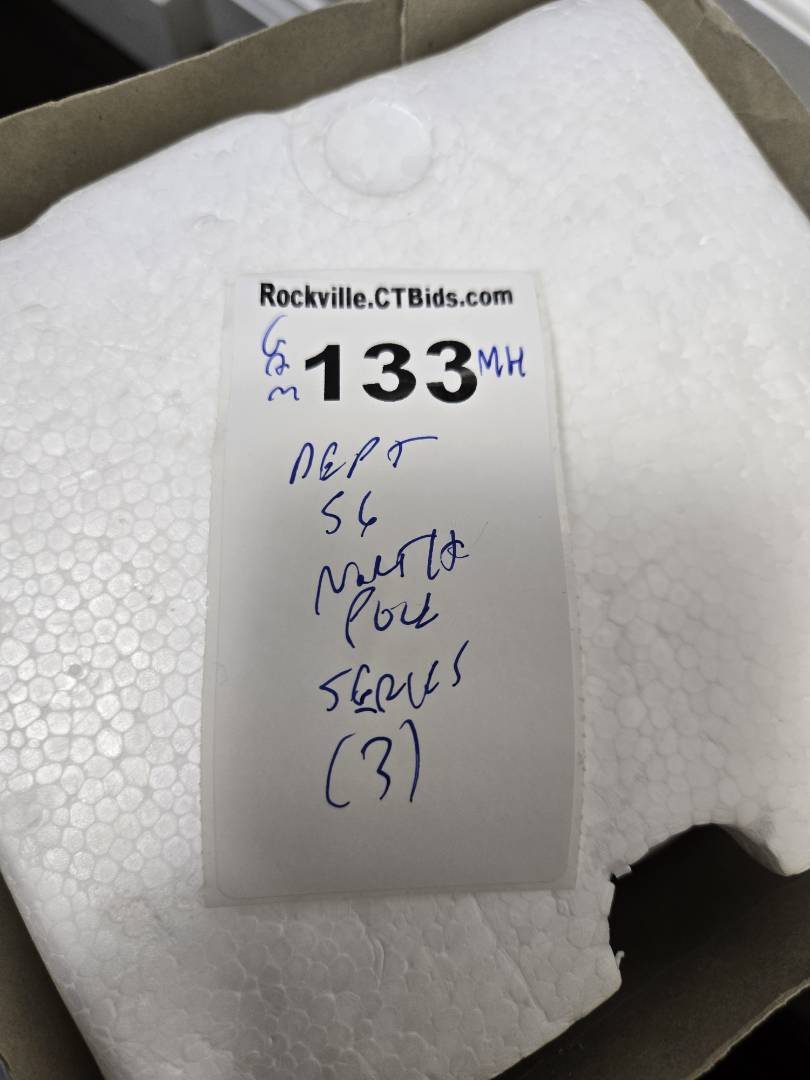 Rockville.CTBids.com
133 MH
DEPT
56
NORTH
POLE
SERIES
(3)